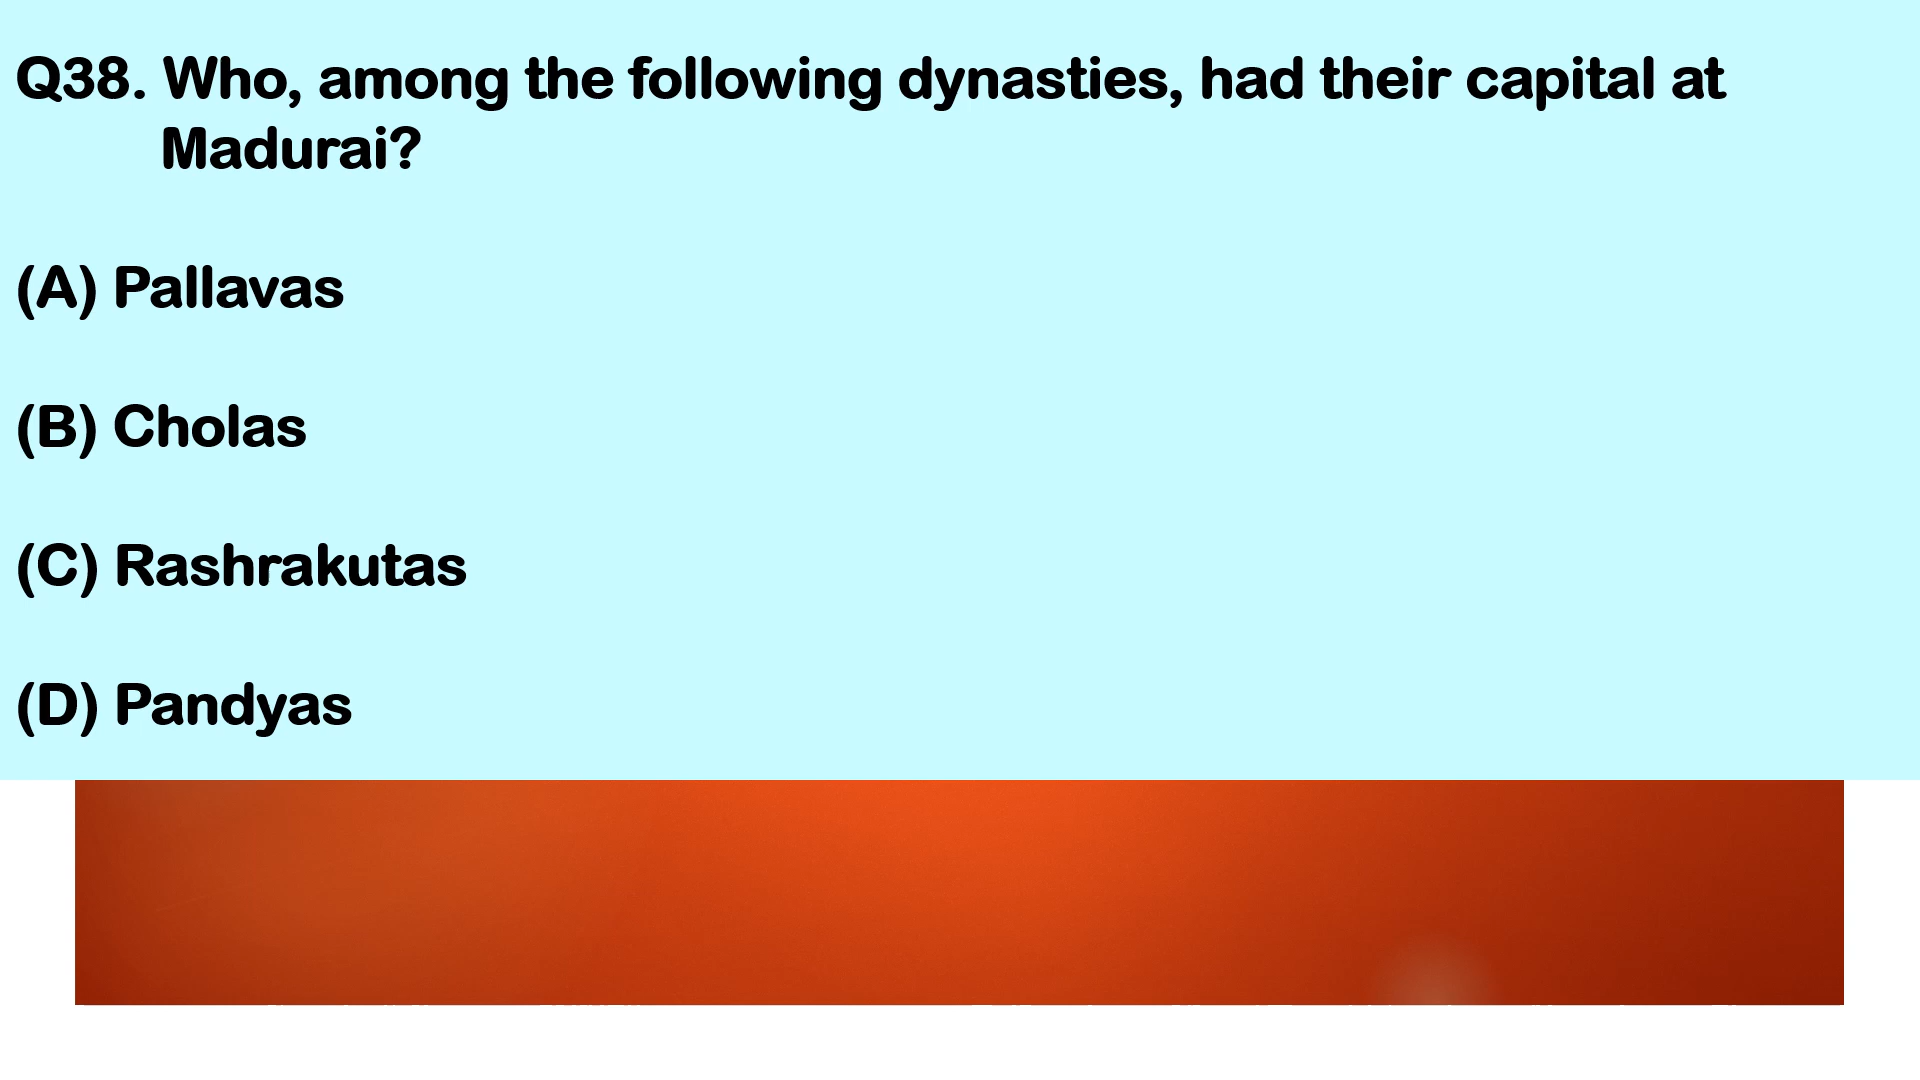 Q38. Who, among the following dynasties, had their capital at
Madurai?
(A) Pallavas
(B) Cholas
(C) Rashrakutas
(D) Pandyas